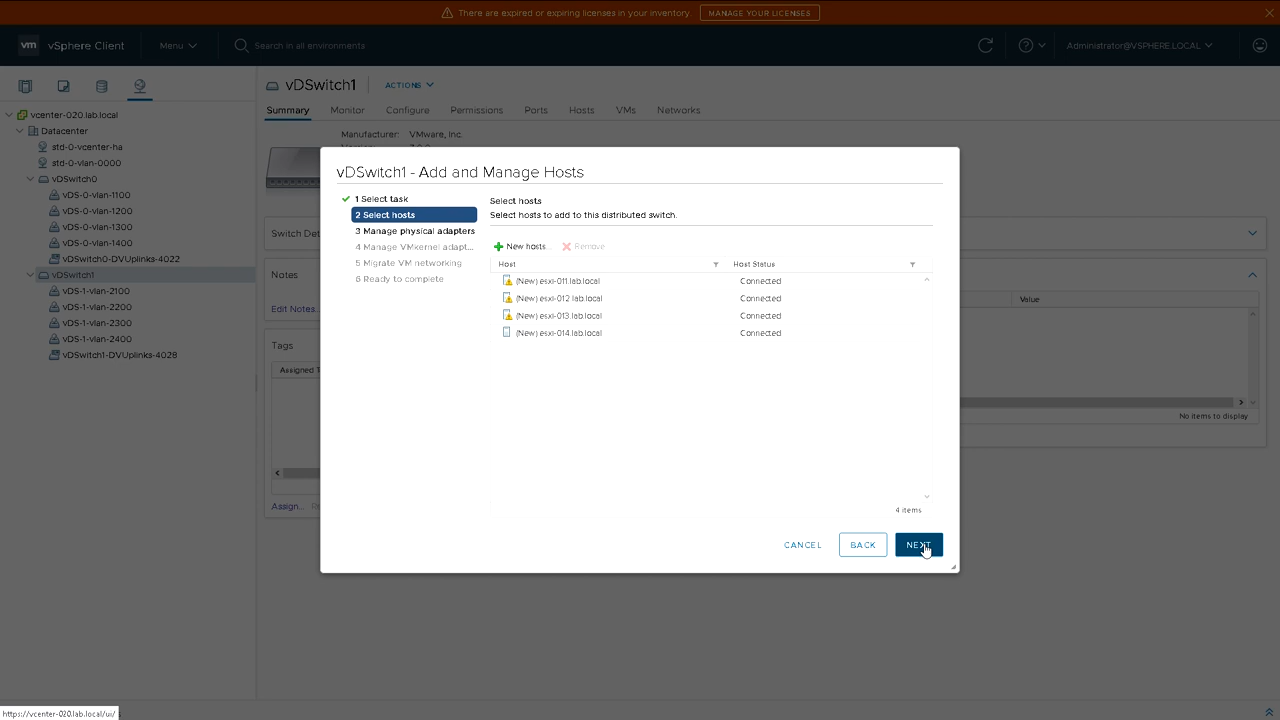 There are expired or expiring licenses in your inventory.
MANAGE YOUR LICENSES
vm
vSphere Client
Menu
Search in all environments
Administrator@VSPHERE.LOCAL
vcenter-020.lab.local
Datacenter
std-0-vcenter-ha
std-0-vlan-0000
vDSwitch0
vDS-0-vlan-1100
vDS-0-vlan-1200
vDS-0-vlan-1300
vDS-0-vlan-1400
vDSwitch0-DVUplinks-4022
vDSwitch1
vDS-1-vlan-2100
vDS-1-vlan-2200
vDS-1-vlan-2300
vDS-1-vlan-2400
vDSwitch1-DVUplinks-4028
vDSwitch1
ACTIONS
Summary Monitor Configure Permissions Ports Hosts VMs Networks
Manufacturer: VMware, Inc.
Switch De
Notes
Edit Notes
Tags
Assigned T
Assign...
Value
No items to display
vDSwitch1 - Add and Manage Hosts
1 Select task
2 Select hosts
3 Manage physical adapters
4 Manage VMkernel adapt...
5 Migrate VM networking
6 Ready to complete
Select hosts
Select hosts to add to this distributed switch.
New hosts... Remove
Host Host Status
(New) esxi-011.lab.local Connected
(New) esxi-012.lab.local Connected
(New) esxi-013.lab.local Connected
(New) esxi-014.lab.local Connected
4 items
CANCEL BACK NEXT
https://vcenter-020.lab.local/ui/